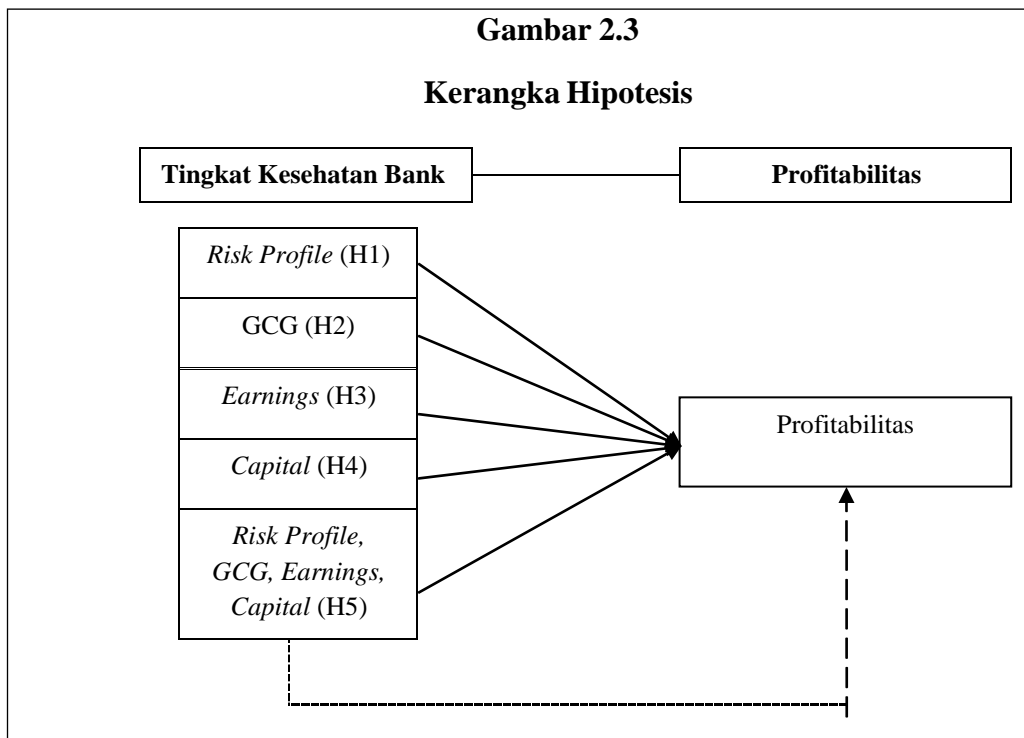 Gambar 2.3
Kerangka Hipotesis
Tingkat Kesehatan Bank
Profitabilitas
Risk Profile (H1)
GCG (H2)
Earnings (H3)
Capital (H4)
Risk Profile,
GCG, Earnings,
Capital (H5)
Profitabilitas